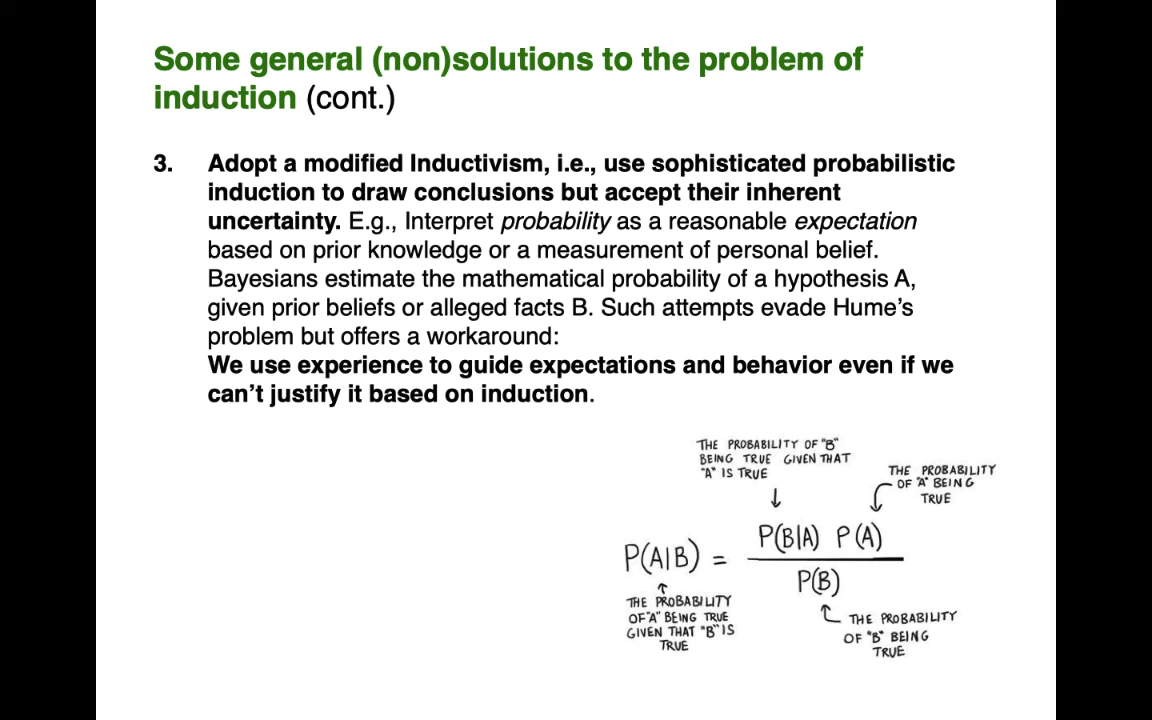 Some general (non)solutions to the problem of
induction (cont.)
3. Adopt a modified Inductivism, i.e., use sophisticated probabilistic
induction to draw conclusions but accept their inherent
uncertainty. E.g., Interpret probability as a reasonable expectation
based on prior knowledge or a measurement of personal belief.
Bayesians estimate the mathematical probability of a hypothesis A,
given prior beliefs or alleged facts B. Such attempts evade Hume's
problem but offers a workaround:
We use experience to guide expectations and behavior even if we
can't justify it based on induction.
THE PROBABILITY OF "B"
BEING TRUE GIVEN THAT
"A" IS TRUE
THE PROBABILITY
OF "A" BEING
TRUE
P(A|B) = P(B|A) P(A)
P(B)
THE PROBABILITY
OF "A" BEING TRUE
GIVEN THAT "B" IS
TRUE
THE PROBABILITY
OF "B" BEING
TRUE